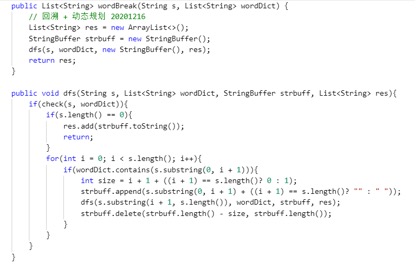 public List<String> wordBreak(String s, List<String> wordDict) {
// 回溯 + 动态规划 20201216
List<String> res = new ArrayList<>();
StringBuffer strbuff = new StringBuffer();
dfs(s, wordDict, new StringBuffer(), res);
return res;
}
public void dfs(String s, List<String> wordDict, StringBuffer strbuff, List<String> res){
if(check(s, wordDict)){
if(s.length() == 0){
res.add(strbuff.toString());
return;
}
for(int i = 0; i < s.length(); i++){
if(wordDict.contains(s.substring(0, i + 1))){
int size = i + 1 + ((i + 1) == s.length()? 0 : 1);
strbuff.append(s.substring(0, i + 1) + ((i + 1) == s.length()? "" : " "));
dfs(s.substring(i + 1, s.length()), wordDict, strbuff, res);
strbuff.delete(strbuff.length() - size, strbuff.length());
}
}
}
}